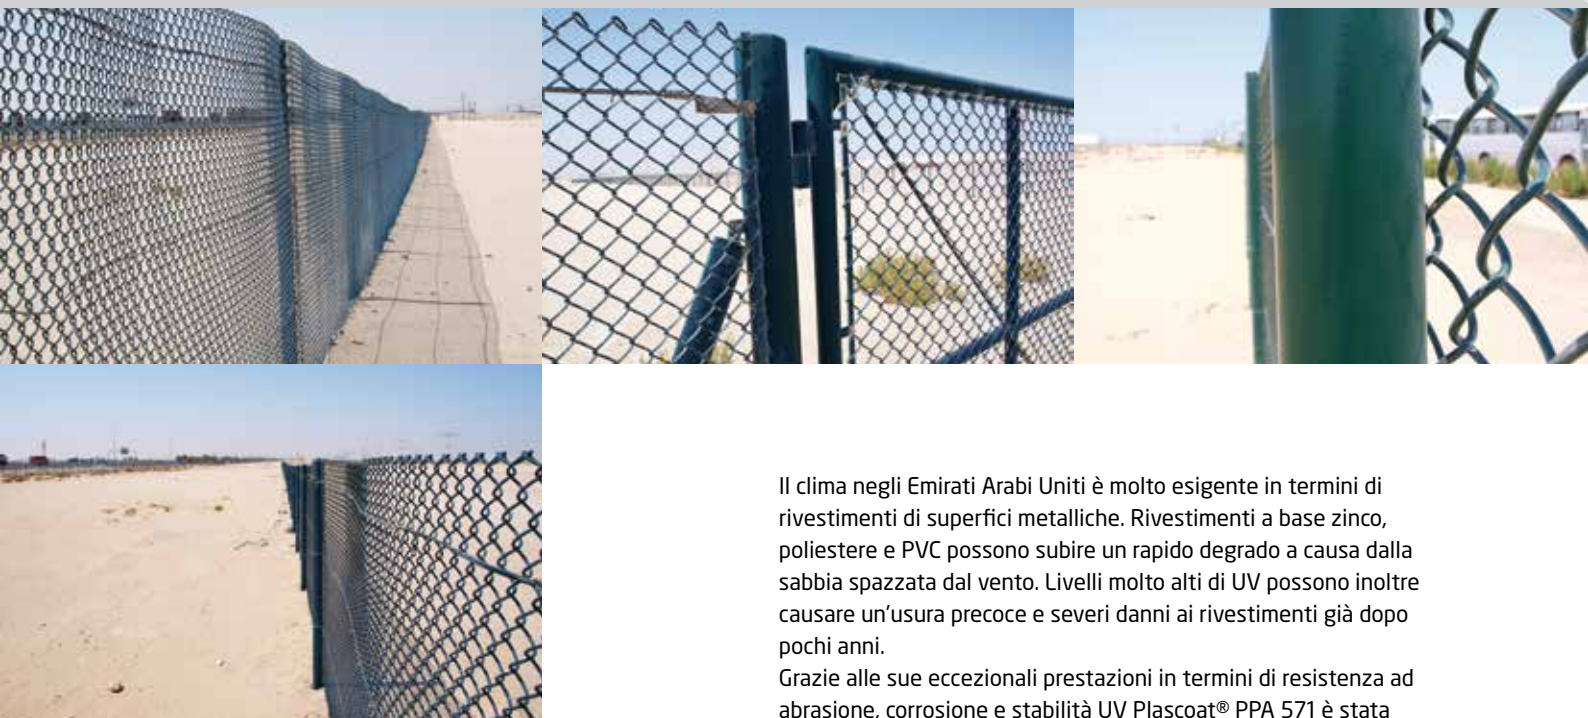 Il clima negli Emirati Arabi Uniti è molto esigente in termini di
rivestimenti di superfici metalliche. Rivestimenti a base zinco,
poliestere e PVC possono subire un rapido degrado a causa dalla
sabbia spazzata dal vento. Livelli molto alti di UV possono inoltre
causare un'usura precoce e severi danni ai rivestimenti già dopo
pochi anni.
Grazie alle sue eccezionali prestazioni in termini di resistenza ad
abrasione, corrosione e stabilità UV Plascoat® PPA 571 è stata